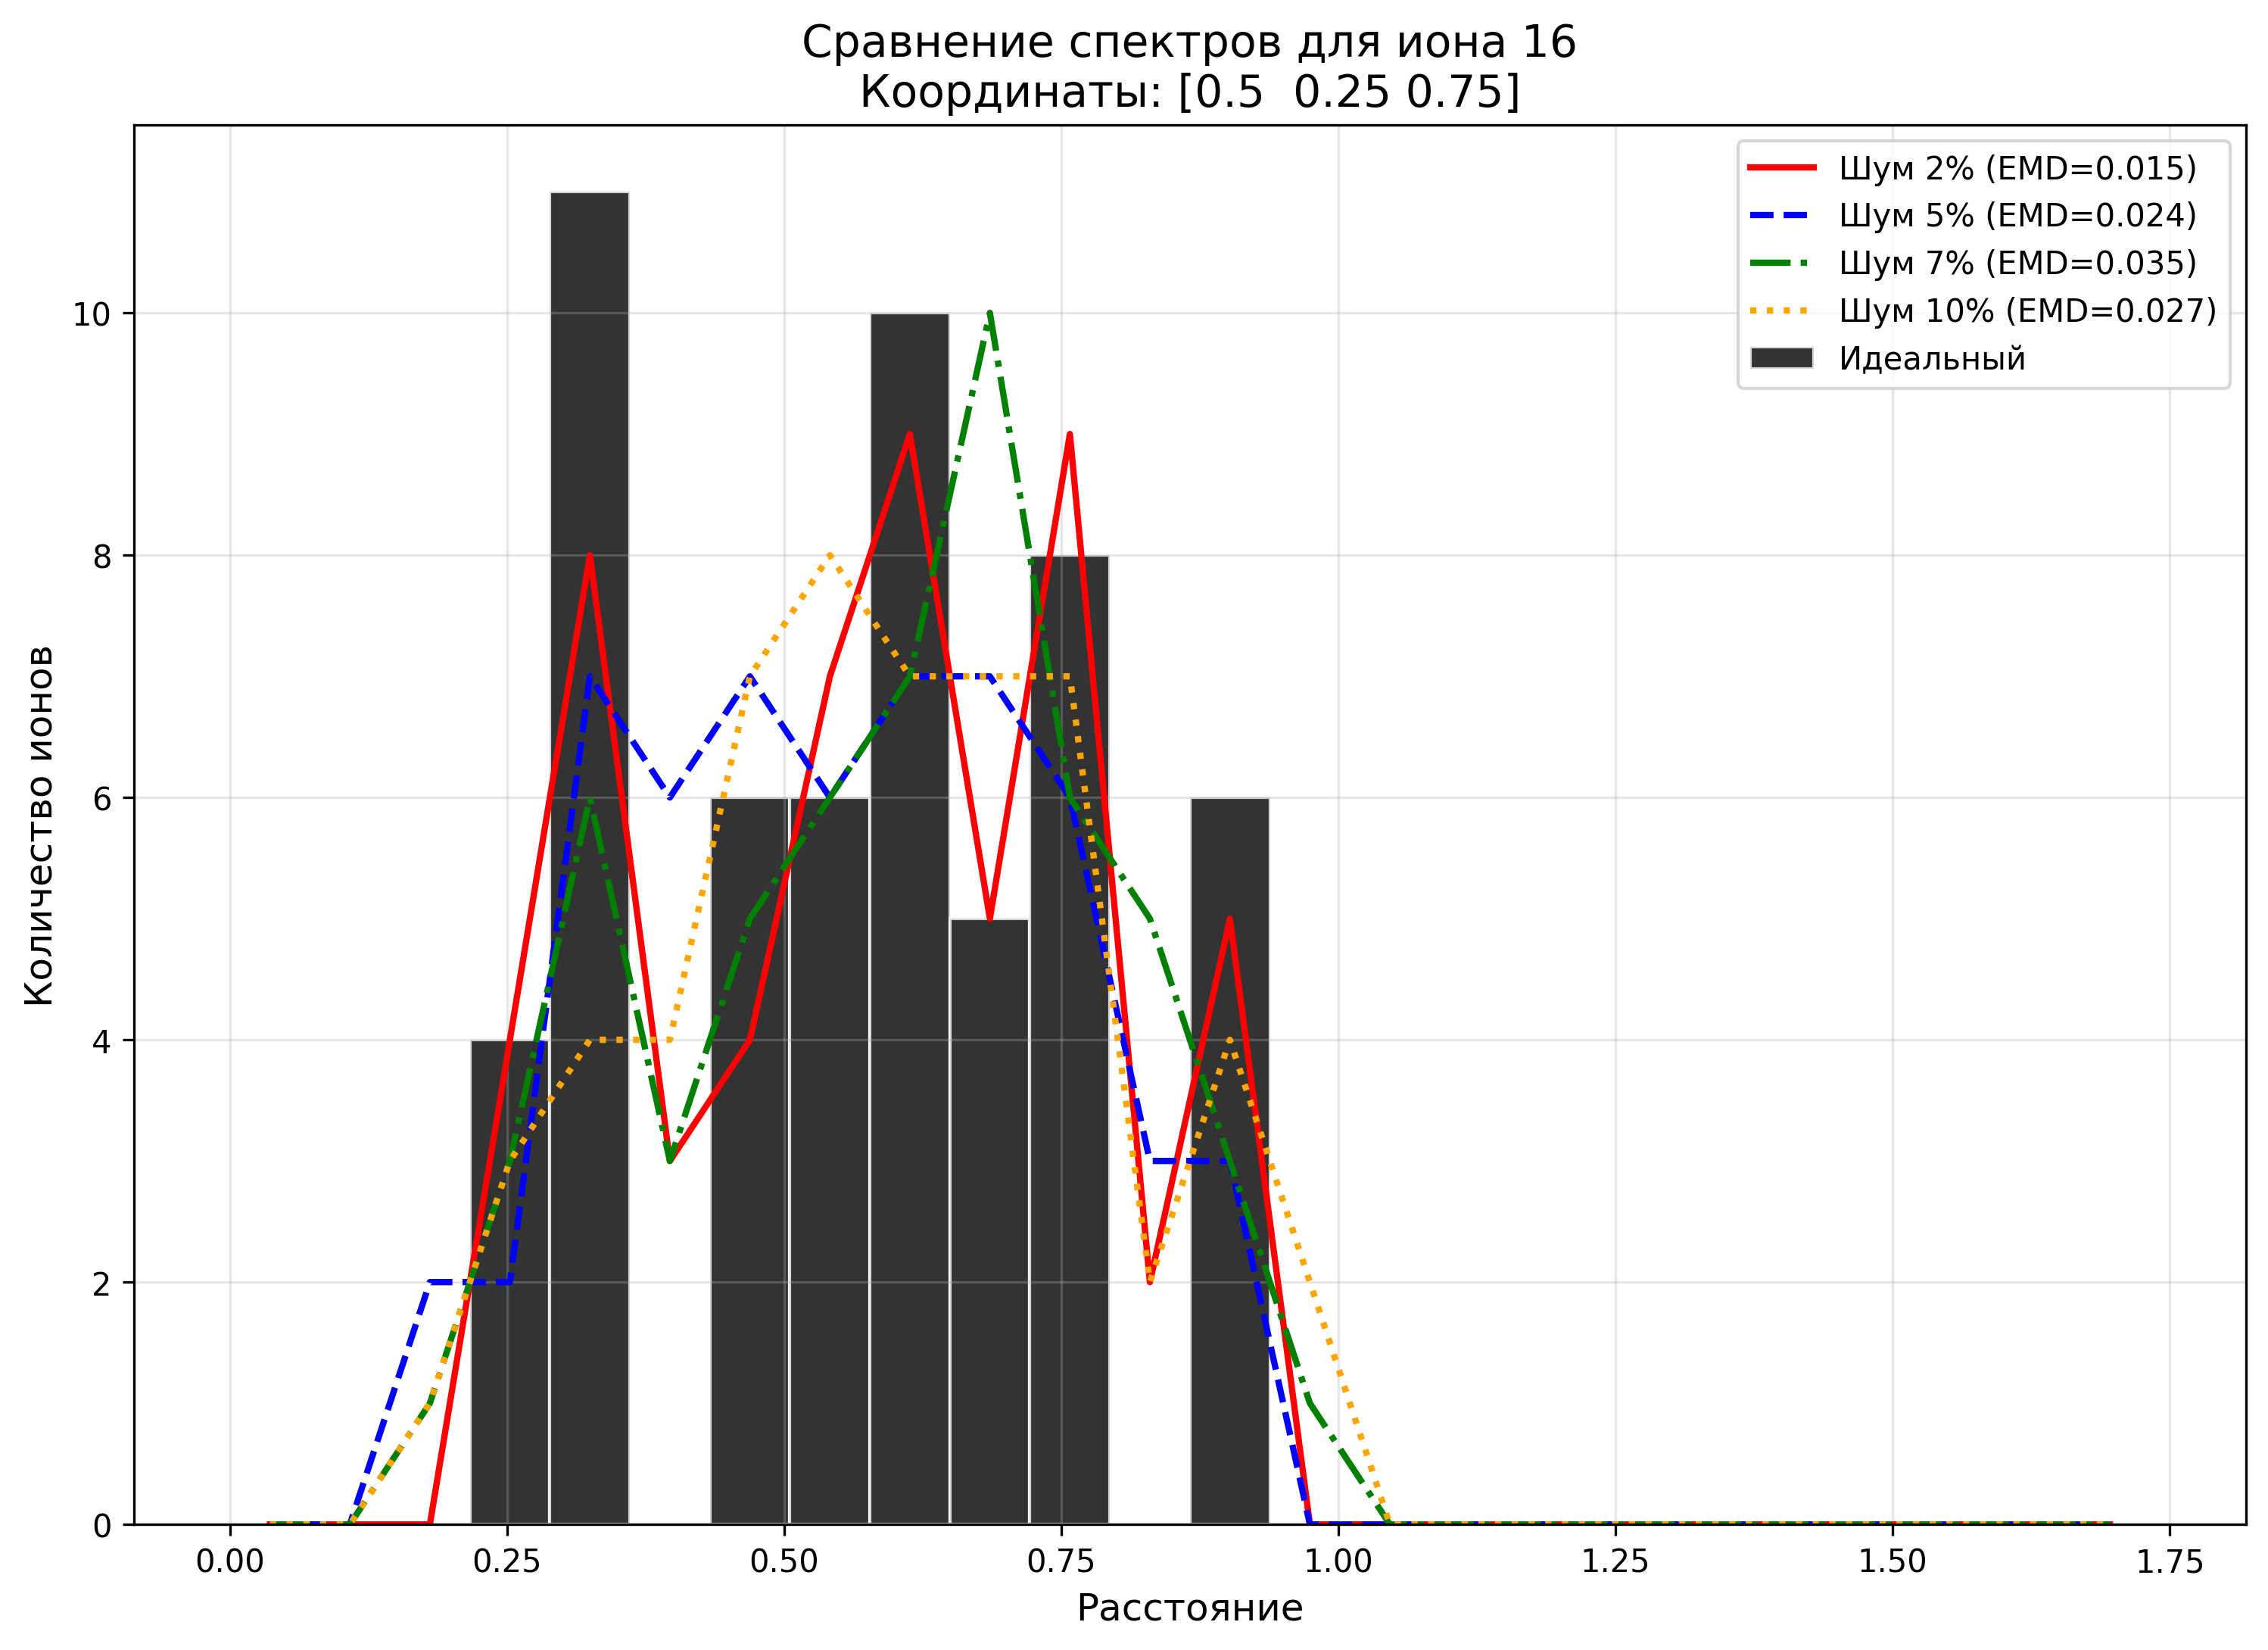 Сравнение спектров для иона 16
Координаты: [0.5  0.25 0.75]
Шум 2% (EMD=0.015)
Шум 5% (EMD=0.024)
Шум 7% (EMD=0.035)
Шум 10% (EMD=0.027)
Идеальный
Количество ионов
10
8
6
4
2
0
0.00 0.25 0.50 0.75 1.00 1.25 1.50 1.75
Расстояние